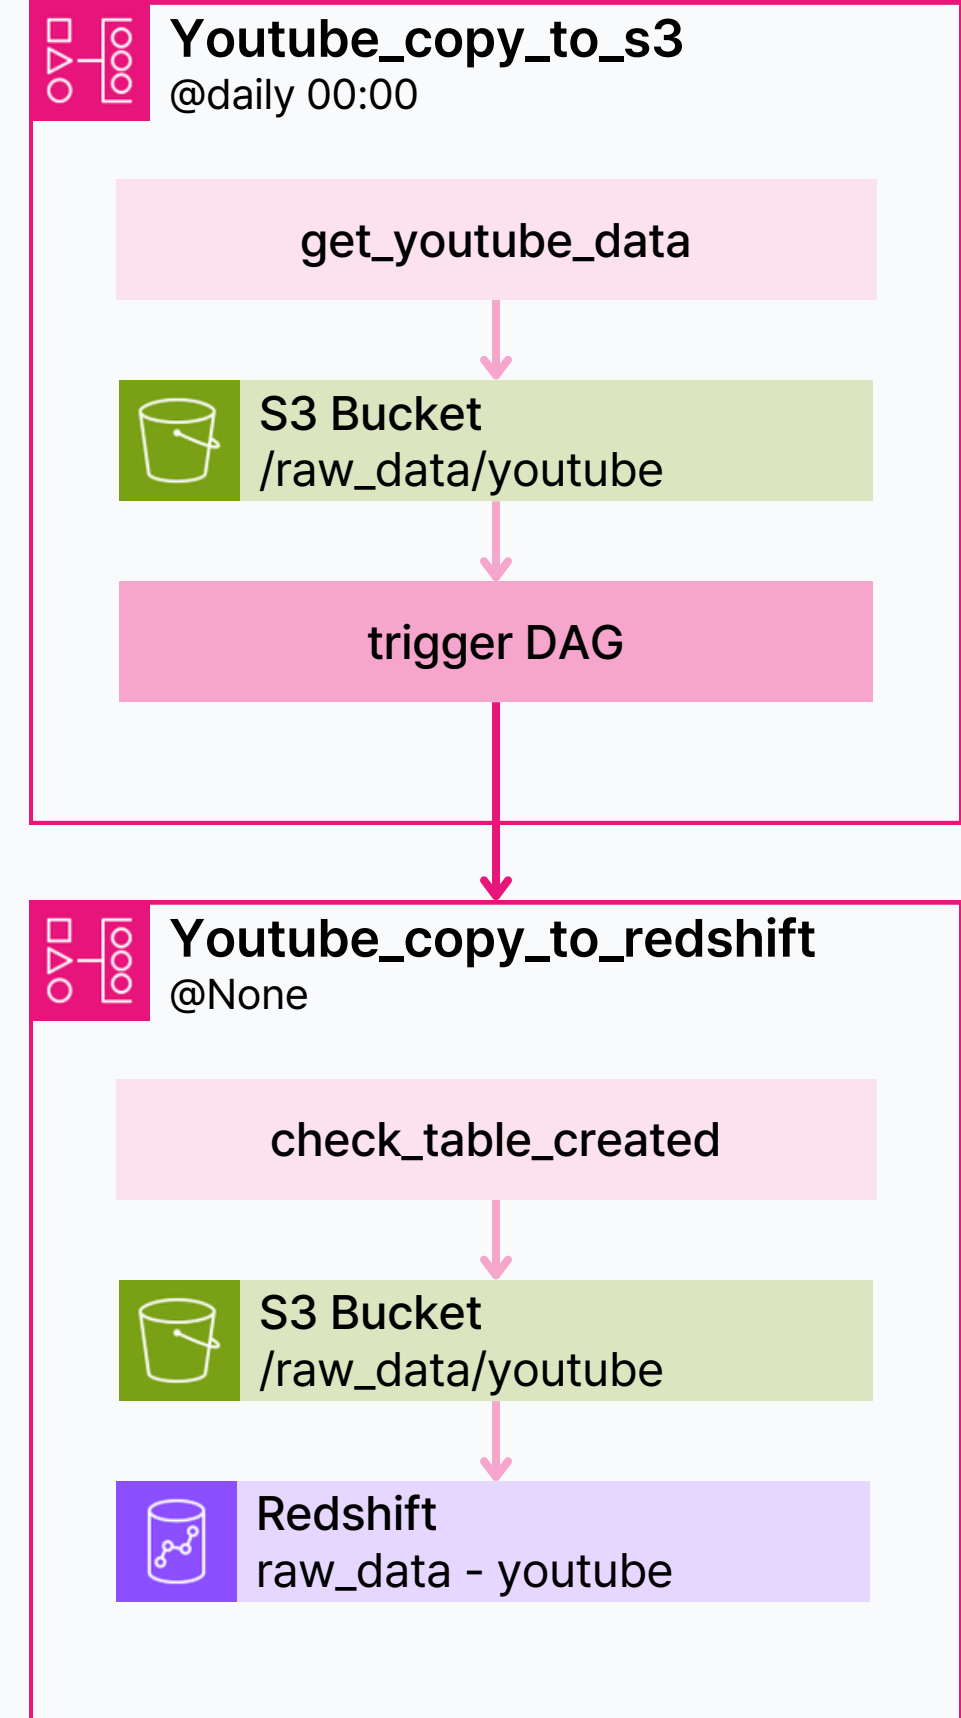 Youtube_copy_to_s3
@daily 00:00
get_youtube_data
S3 Bucket
/raw_data/youtube
trigger DAG
Youtube_copy_to_redshift
@None
check_table_created
S3 Bucket
/raw_data/youtube
Redshift
raw_data - youtube